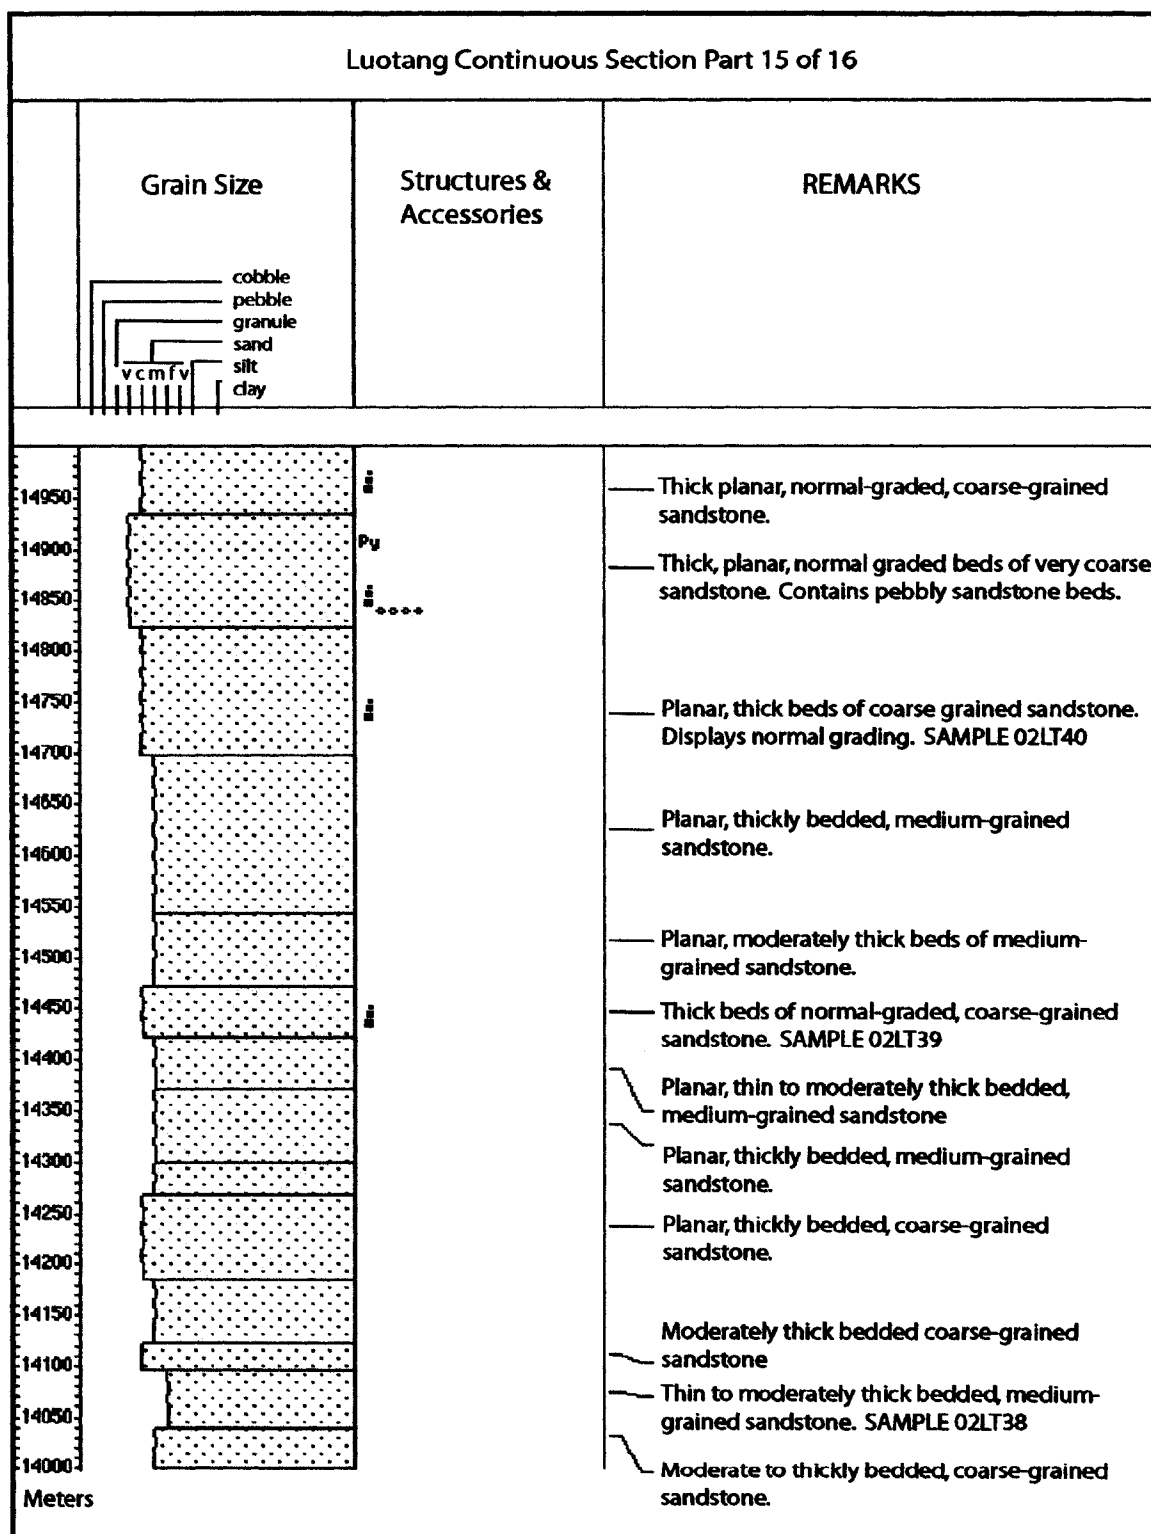 Luotang Continuous Section Part 15 of 16
Grain Size
Structures &
Accessories
REMARKS
cobble
pebble
granule
sand
silt
v c m f v
clay
14950
Thick planar, normal-graded, coarse-grained
sandstone.
14900
Py
Thick, planar, normal graded beds of very coarse
sandstone. Contains pebbly sandstone beds.
14850
14800
14750
Planar, thick beds of coarse grained sandstone.
Displays normal grading. SAMPLE 02LT40
14700
14650
Planar, thickly bedded, medium-grained
sandstone.
14600
14550
14500
Planar, moderately thick beds of medium-
grained sandstone.
14450
Thick beds of normal-graded, coarse-grained
sandstone. SAMPLE 02LT39
14400
14350
Planar, thin to moderately thick bedded,
medium-grained sandstone
14300
Planar, thickly bedded, medium-grained
sandstone.
14250
Planar, thickly bedded, coarse-grained
sandstone.
14200
14150
Moderately thick bedded coarse-grained
sandstone
14100
Thin to moderately thick bedded, medium-
grained sandstone. SAMPLE 02LT38
14050
14000
Moderate to thickly bedded, coarse-grained
sandstone.
Meters